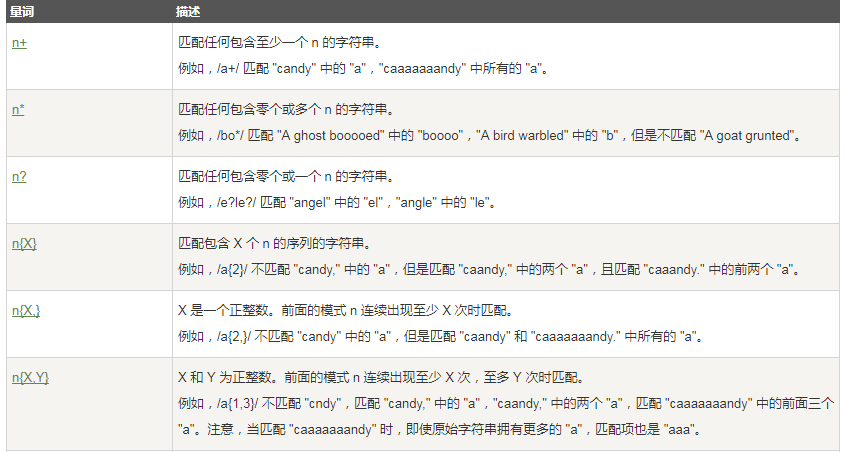 量词 描述
n+ 匹配任何包含至少一个 n 的字符串。
例如，/a+/ 匹配 "candy" 中的 "a"，"caaaaaaandy" 中所有的 "a"。
n* 匹配任何包含零个或多个 n 的字符串。
例如，/bo*/ 匹配 "A ghost booooed" 中的 "boooo"，"A bird warbled" 中的 "b"，但是不匹配 "A goat grunted"。
n? 匹配任何包含零个或一个 n 的字符串。
例如，/e?le?/ 匹配 "angel" 中的 "el"，"angle" 中的 "le"。
n{X} 匹配包含 X 个 n 的序列的字符串。
例如，/a{2}/ 不匹配 "candy," 中的 "a"，但是匹配 "caandy," 中的两个 "a"，且匹配 "caaandy." 中的前两个 "a"。
n{X,} X 是一个正整数。前面的模式 n 连续出现至少 X 次时匹配。
例如，/a{2,}/ 不匹配 "candy" 中的 "a"，但是匹配 "caandy" 和 "caaaaaaandy." 中所有的 "a"。
n{X,Y} X 和 Y 为正整数。前面的模式 n 连续出现至少 X 次，至多 Y 次时匹配。
例如，/a{1,3}/ 不匹配 "cndy"，匹配 "candy," 中的 "a"，"caandy," 中的两个 "a"，匹配 "caaaaaaandy" 中的前面三个
"a"。注意，当匹配 "caaaaaaandy" 时，即使原始字符串拥有更多的 "a"，匹配项也是 "aaa"。